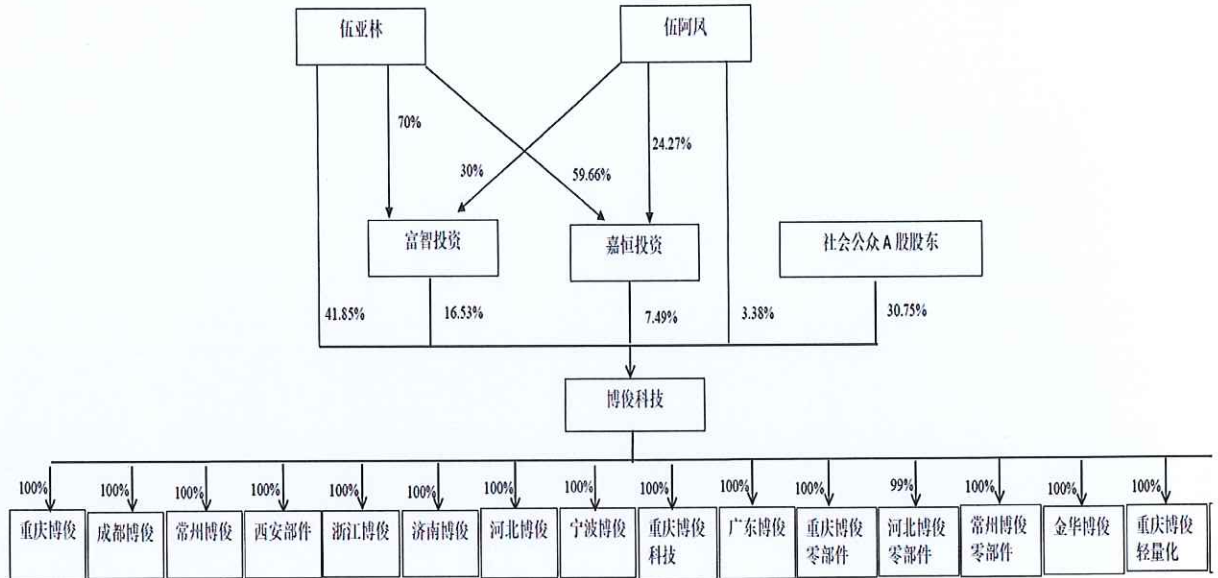 伍亚林
伍阿凤
70%
24.27%
30%
59.66%
富智投资
嘉恒投资
社会公众 A 股股东
41.85%
16.53%
7.49%
3.38%
30.75%
博俊科技
100%
100%
100%
100%
100%
100%
100%
100%
100%
100%
100%
99%
100%
100%
100%
重庆博俊
成都博俊
常州博俊
西安部件
浙江博俊
济南博俊
河北博俊
宁波博俊
重庆博俊
科技
广东博俊
重庆博俊
零部件
河北博俊
零部件
常州博俊
零部件
金华博俊
重庆博俊
轻量化